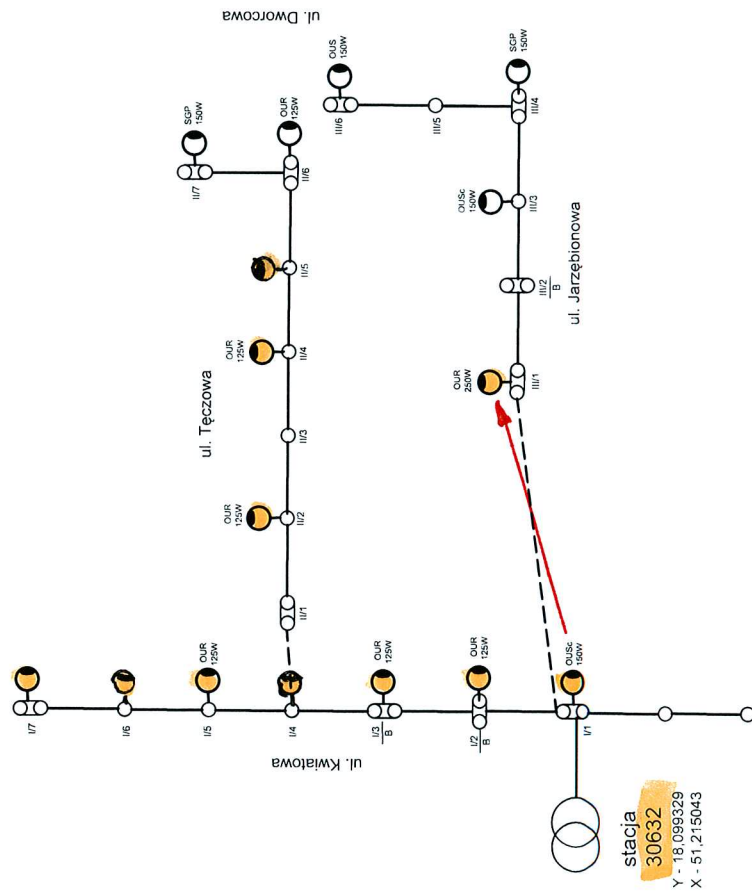 ul. Dworcowa
SGP
150W
II/7
OUR
125W
II/6
II/5
OUR
125W
II/4
II/3
OUR
125W
II/2
II/1
ul. Tęczowa
OUS
150W
III/6
III/5
SGP
150W
III/4
OUSc
150W
III/3
III/2
B
OUR
250W
III/1
ul. Jarzębionowa
I/7
I/6
OUR
125W
I/5
I/4
OUR
125W
I/3
B
OUR
125W
I/2
B
OUSc
150W
I/1
ul. Kwiatowa
stacja
30632
Y - 18,099329
X - 51,215043